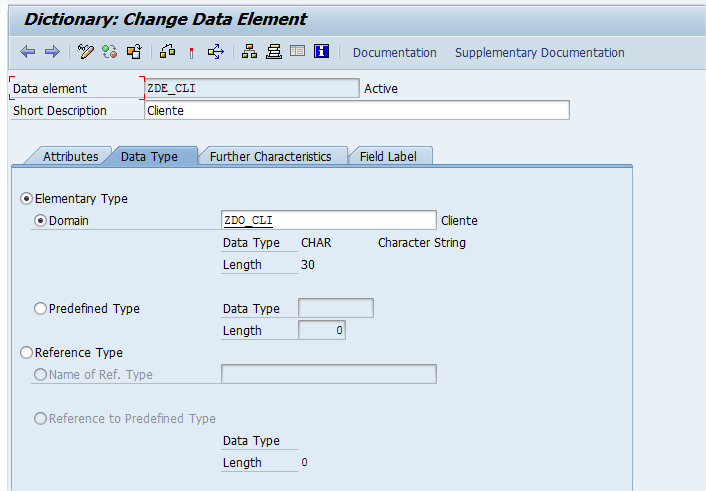 Dictionary: Change Data Element
Documentation Supplementary Documentation
Data element ZDE_CLI Active
Short Description Cliente
Attributes Data Type Further Characteristics Field Label
Elementary Type
Domain ZDO_CLI Cliente
Data Type CHAR Character String
Length 30
Predefined Type Data Type
Length 0
Reference Type
Name of Ref. Type
Reference to Predefined Type
Data Type
Length 0